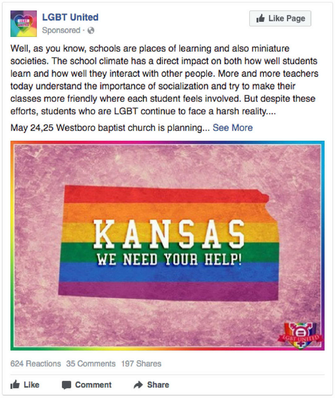 LGBT United
Like Page
Sponsored ·
Well, as you know, schools are places of learning and also miniature
societies. The school climate has a direct impact on both how well students
learn and how well they interact with other people. More and more teachers
today understand the importance of socialization and try to make their
classes more friendly where each student feels involved. But despite these
efforts, students who are LGBT continue to face a harsh reality....
May 24,25 Westboro baptist church is planning... See More
KANSAS
WE NEED YOUR HELP!
LGBT UNITED
624 Reactions 35 Comments 197 Shares
Like Comment Share